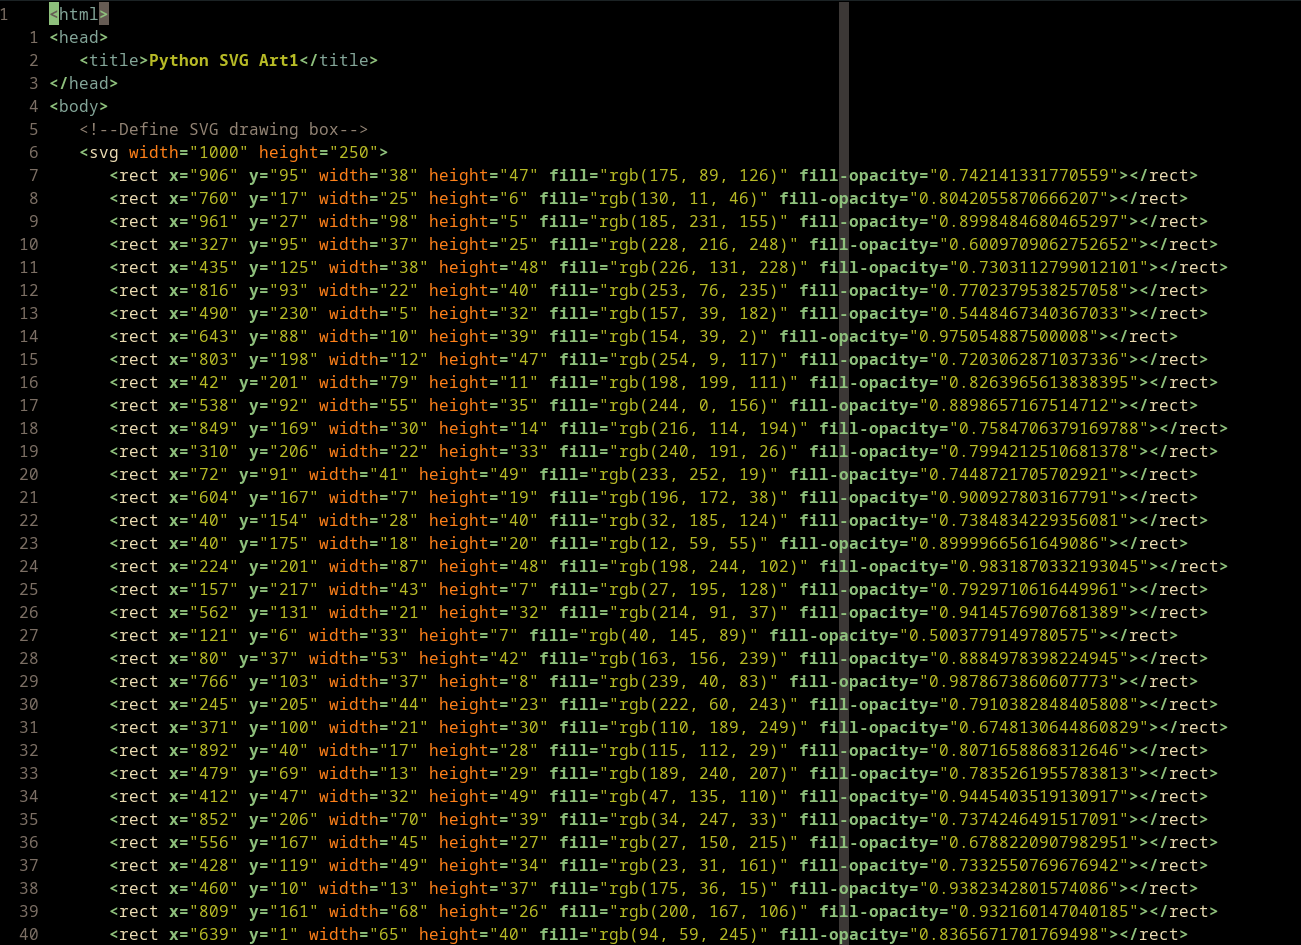 1 <html>
1 <head>
2 <title>Python SVG Art1</title>
3 </head>
4 <body>
5 <!--Define SVG drawing box-->
6 <svg width="1000" height="250">
7 <rect x="906" y="95" width="38" height="47" fill="rgb(175, 89, 126)" fill-opacity="0.742141331770559"></rect>
8 <rect x="760" y="17" width="25" height="6" fill="rgb(130, 11, 46)" fill-opacity="0.8042055870666207"></rect>
9 <rect x="961" y="27" width="98" height="5" fill="rgb(185, 231, 155)" fill-opacity="0.8998484680465297"></rect>
10 <rect x="327" y="95" width="37" height="25" fill="rgb(228, 216, 248)" fill-opacity="0.6009709062752652"></rect>
11 <rect x="435" y="125" width="38" height="48" fill="rgb(226, 131, 228)" fill-opacity="0.7303112799012101"></rect>
12 <rect x="816" y="93" width="22" height="40" fill="rgb(253, 76, 235)" fill-opacity="0.7702379538257058"></rect>
13 <rect x="490" y="230" width="5" height="32" fill="rgb(157, 39, 182)" fill-opacity="0.5448467340367033"></rect>
14 <rect x="643" y="88" width="10" height="39" fill="rgb(154, 39, 2)" fill-opacity="0.975054887500008"></rect>
15 <rect x="803" y="198" width="12" height="47" fill="rgb(254, 9, 117)" fill-opacity="0.7203062871037336"></rect>
16 <rect x="42" y="201" width="79" height="11" fill="rgb(198, 199, 111)" fill-opacity="0.8263965613838395"></rect>
17 <rect x="538" y="92" width="55" height="35" fill="rgb(244, 0, 156)" fill-opacity="0.8898657167514712"></rect>
18 <rect x="849" y="169" width="30" height="14" fill="rgb(216, 114, 194)" fill-opacity="0.7584706379169788"></rect>
19 <rect x="310" y="206" width="22" height="33" fill="rgb(240, 191, 26)" fill-opacity="0.7994212510681378"></rect>
20 <rect x="72" y="91" width="41" height="49" fill="rgb(233, 252, 19)" fill-opacity="0.7448721705702921"></rect>
21 <rect x="604" y="167" width="7" height="19" fill="rgb(196, 172, 38)" fill-opacity="0.900927803167791"></rect>
22 <rect x="40" y="154" width="28" height="40" fill="rgb(32, 185, 124)" fill-opacity="0.7384834229356081"></rect>
23 <rect x="40" y="175" width="18" height="20" fill="rgb(12, 59, 55)" fill-opacity="0.8999966561649086"></rect>
24 <rect x="224" y="201" width="87" height="48" fill="rgb(198, 244, 102)" fill-opacity="0.9831870332193045"></rect>
25 <rect x="157" y="217" width="43" height="7" fill="rgb(27, 195, 128)" fill-opacity="0.7929710616449961"></rect>
26 <rect x="562" y="131" width="21" height="32" fill="rgb(214, 91, 37)" fill-opacity="0.9414576907681389"></rect>
27 <rect x="121" y="6" width="33" height="7" fill="rgb(40, 145, 89)" fill-opacity="0.5003779149780575"></rect>
28 <rect x="80" y="37" width="53" height="42" fill="rgb(163, 156, 239)" fill-opacity="0.8884978398224945"></rect>
29 <rect x="766" y="103" width="37" height="8" fill="rgb(239, 40, 83)" fill-opacity="0.9878673860607773"></rect>
30 <rect x="245" y="205" width="44" height="23" fill="rgb(222, 60, 243)" fill-opacity="0.7910382848405808"></rect>
31 <rect x="371" y="100" width="21" height="30" fill="rgb(110, 189, 249)" fill-opacity="0.6748130644860829"></rect>
32 <rect x="892" y="40" width="17" height="28" fill="rgb(115, 112, 29)" fill-opacity="0.8071658868312646"></rect>
33 <rect x="479" y="69" width="13" height="29" fill="rgb(189, 240, 207)" fill-opacity="0.7835261955783813"></rect>
34 <rect x="412" y="47" width="32" height="49" fill="rgb(47, 135, 110)" fill-opacity="0.9445403519130917"></rect>
35 <rect x="852" y="206" width="70" height="39" fill="rgb(34, 247, 33)" fill-opacity="0.7374246491517091"></rect>
36 <rect x="556" y="167" width="45" height="27" fill="rgb(27, 150, 215)" fill-opacity="0.6788220907982951"></rect>
37 <rect x="428" y="119" width="49" height="34" fill="rgb(23, 31, 161)" fill-opacity="0.7332550769676942"></rect>
38 <rect x="460" y="10" width="13" height="37" fill="rgb(175, 36, 15)" fill-opacity="0.9382342801574086"></rect>
39 <rect x="809" y="161" width="68" height="26" fill="rgb(200, 167, 106)" fill-opacity="0.932160147040185"></rect>
40 <rect x="639" y="1" width="65" height="40" fill="rgb(94, 59, 245)" fill-opacity="0.8365671701769498"></rect>